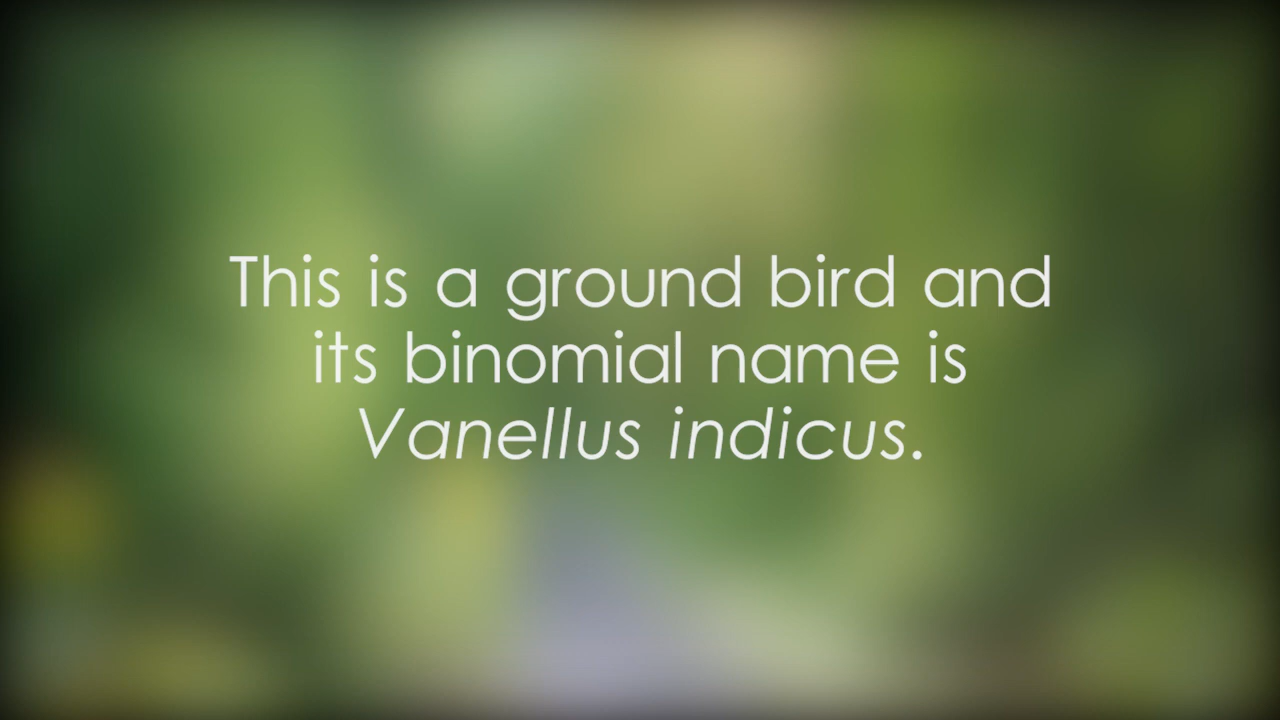 This is a ground bird and
its binomial name is
Vanellus indicus.